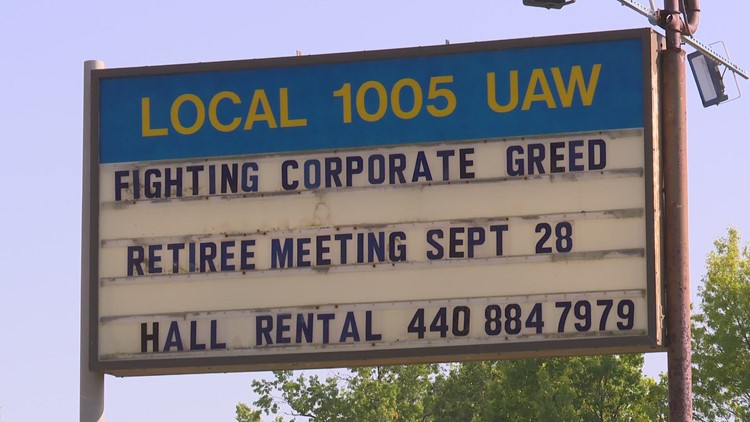 LOCAL 1005 UAW
FIGHTING CORPORATE GREED
RETIREE MEETING SEPT 28
HALL RENTAL 440 884 7979